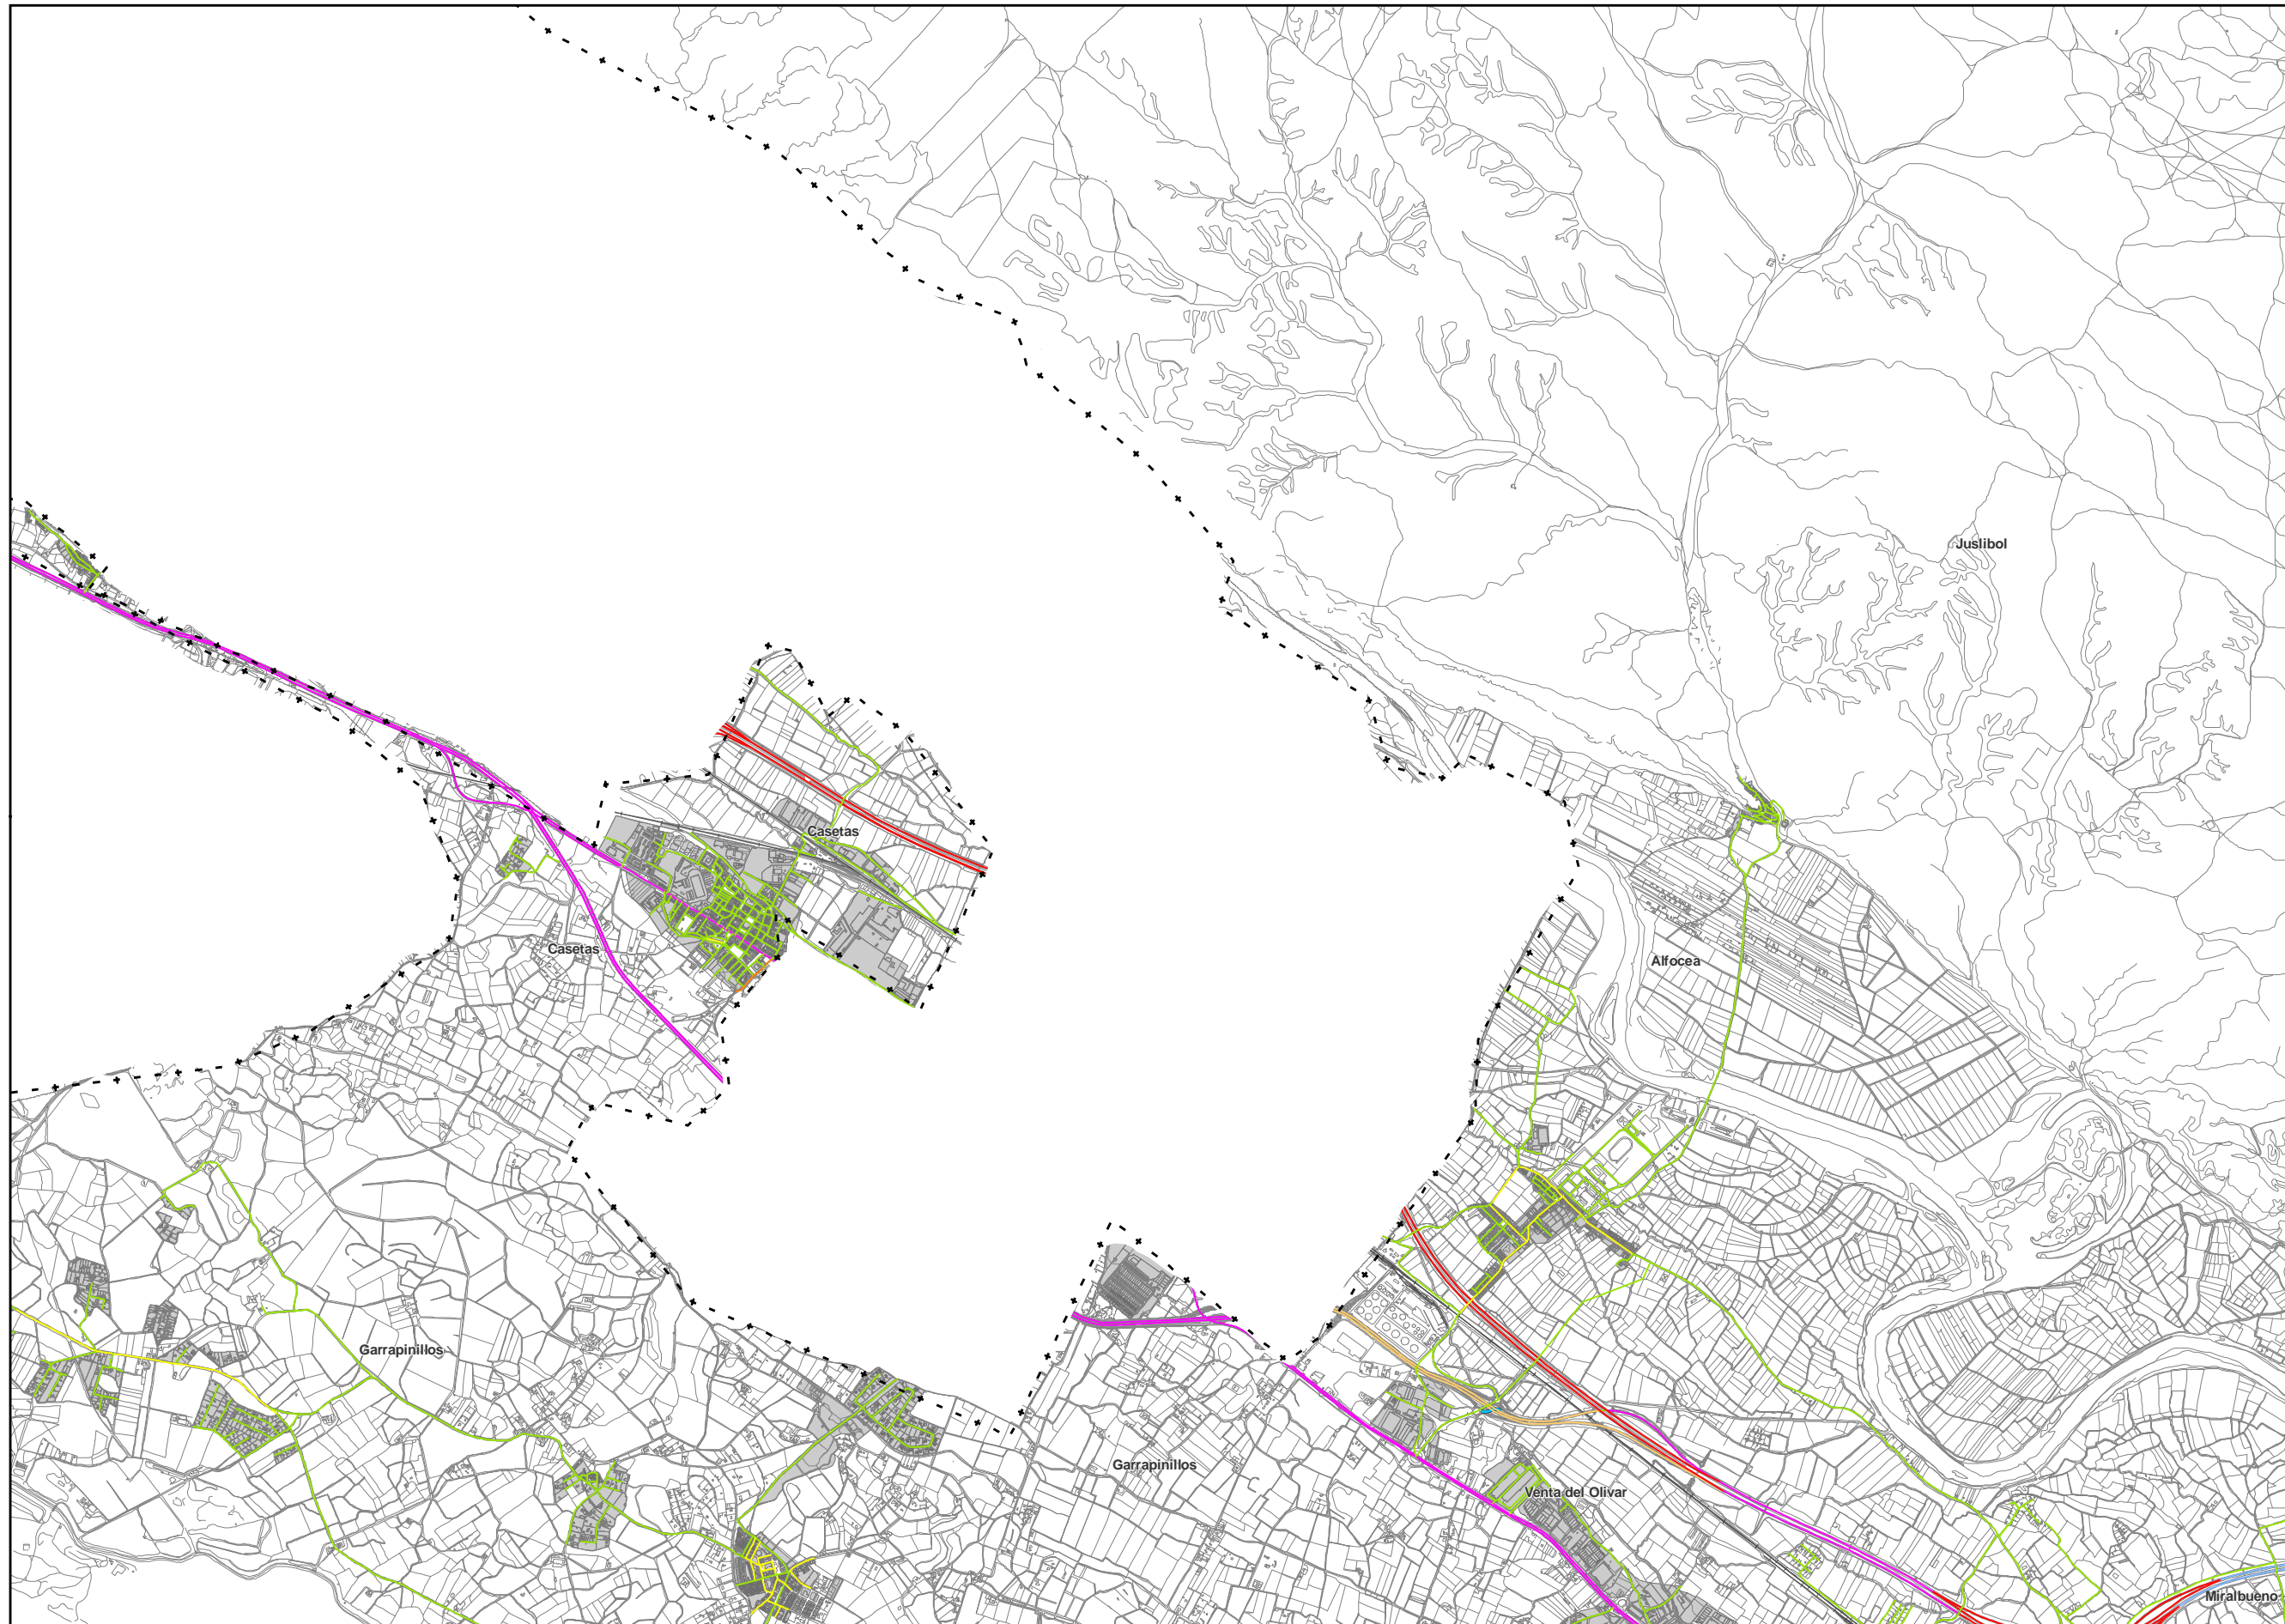 Juslibol
Casetas
Casetas
Alfocea
Garrapinillos
Garrapinillos
Venta del Olivar
Miralbueno